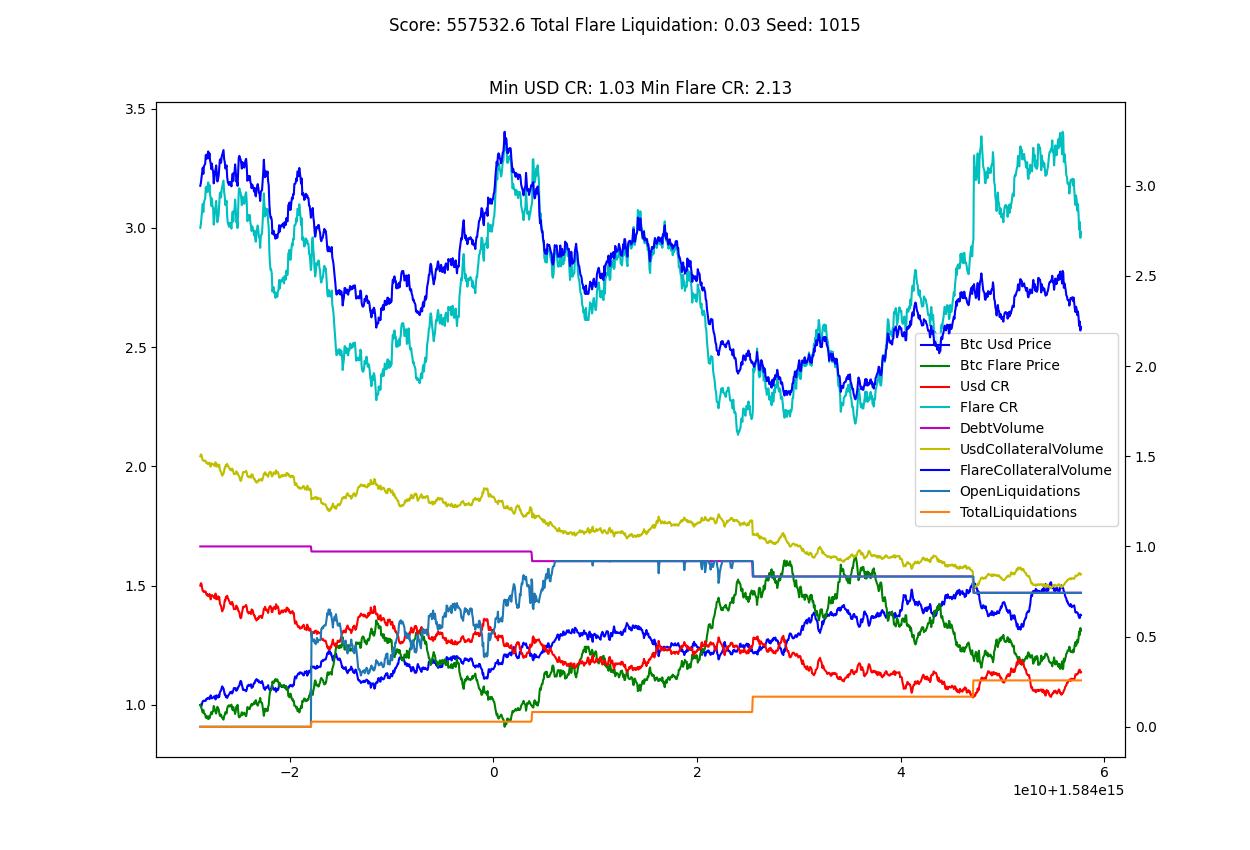 Score: 557532.6 Total Flare Liquidation: 0.03 Seed: 1015
Min USD CR: 1.03 Min Flare CR: 2.13
3.5
3.0
2.5
2.0
1.5
1.0
3.0
2.5
2.0
1.5
1.0
0.5
0.0
Btc Usd Price
Btc Flare Price
Usd CR
Flare CR
DebtVolume
UsdCollateralVolume
FlareCollateralVolume
OpenLiquidations
TotalLiquidations
−2 0 2 4 6
1e10+1.584e15